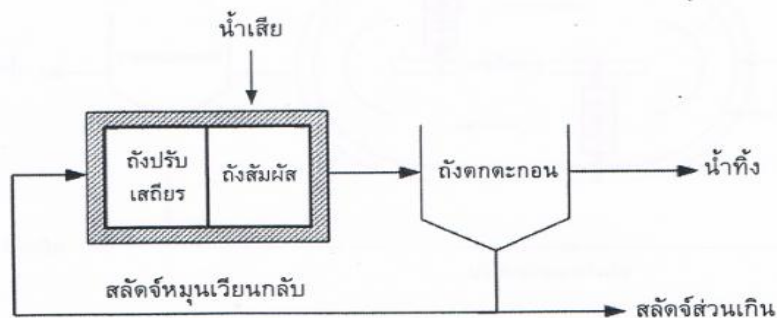 น้ำเสีย
ถังปรับ
เสถียร
ถังสัมผัส
ถังตกตะกอน
น้ำทิ้ง
สลัดจ์หมุนเวียนกลับ
สลัดจ์ส่วนเกิน